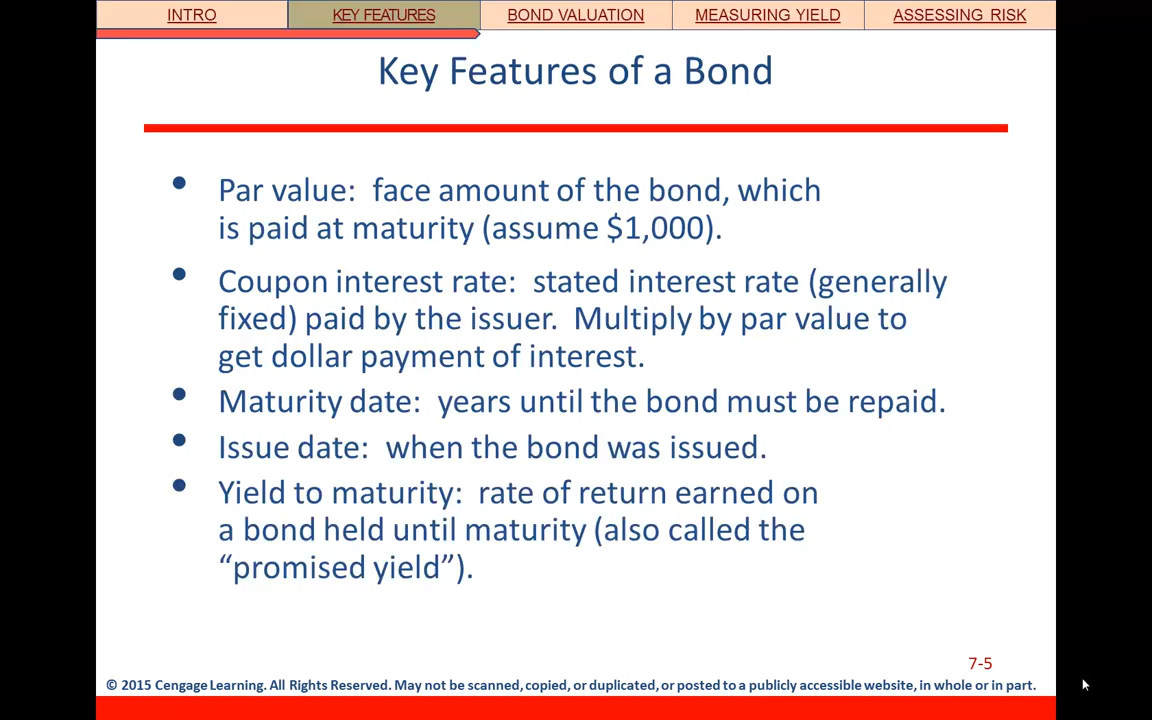 INTRO
KEY FEATURES
BOND VALUATION
MEASURING YIELD
ASSESSING RISK
Key Features of a Bond
• Par value:  face amount of the bond, which
is paid at maturity (assume $1,000).
• Coupon interest rate:  stated interest rate (generally
fixed) paid by the issuer.  Multiply by par value to
get dollar payment of interest.
• Maturity date:  years until the bond must be repaid.
• Issue date:  when the bond was issued.
• Yield to maturity:  rate of return earned on
a bond held until maturity (also called the
“promised yield”).
7-5
© 2015 Cengage Learning. All Rights Reserved. May not be scanned, copied, or duplicated, or posted to a publicly accessible website, in whole or in part.